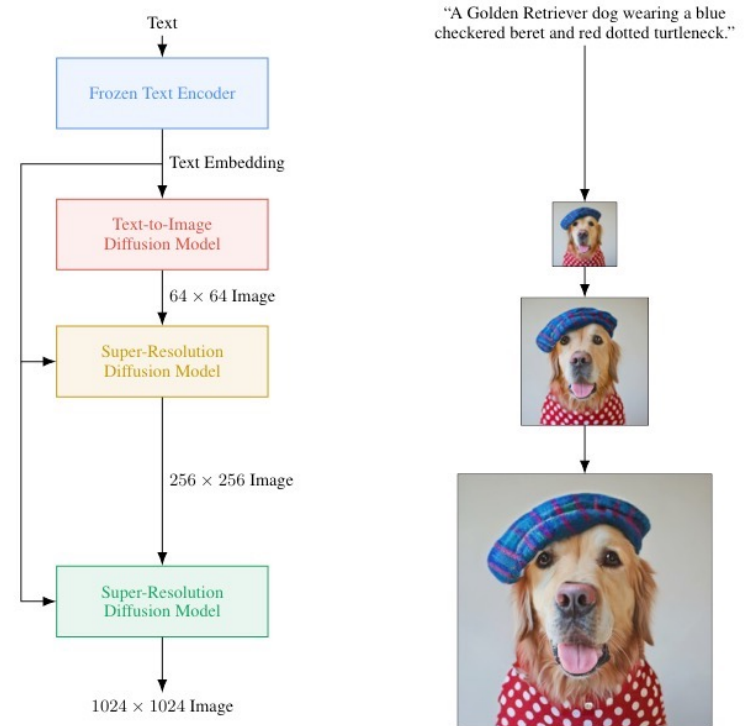 Text
Frozen Text Encoder
Text Embedding
Text-to-Image
Diffusion Model
64 × 64 Image
Super-Resolution
Diffusion Model
256 × 256 Image
Super-Resolution
Diffusion Model
1024 × 1024 Image
“A Golden Retriever dog wearing a blue
checkered beret and red dotted turtleneck.”